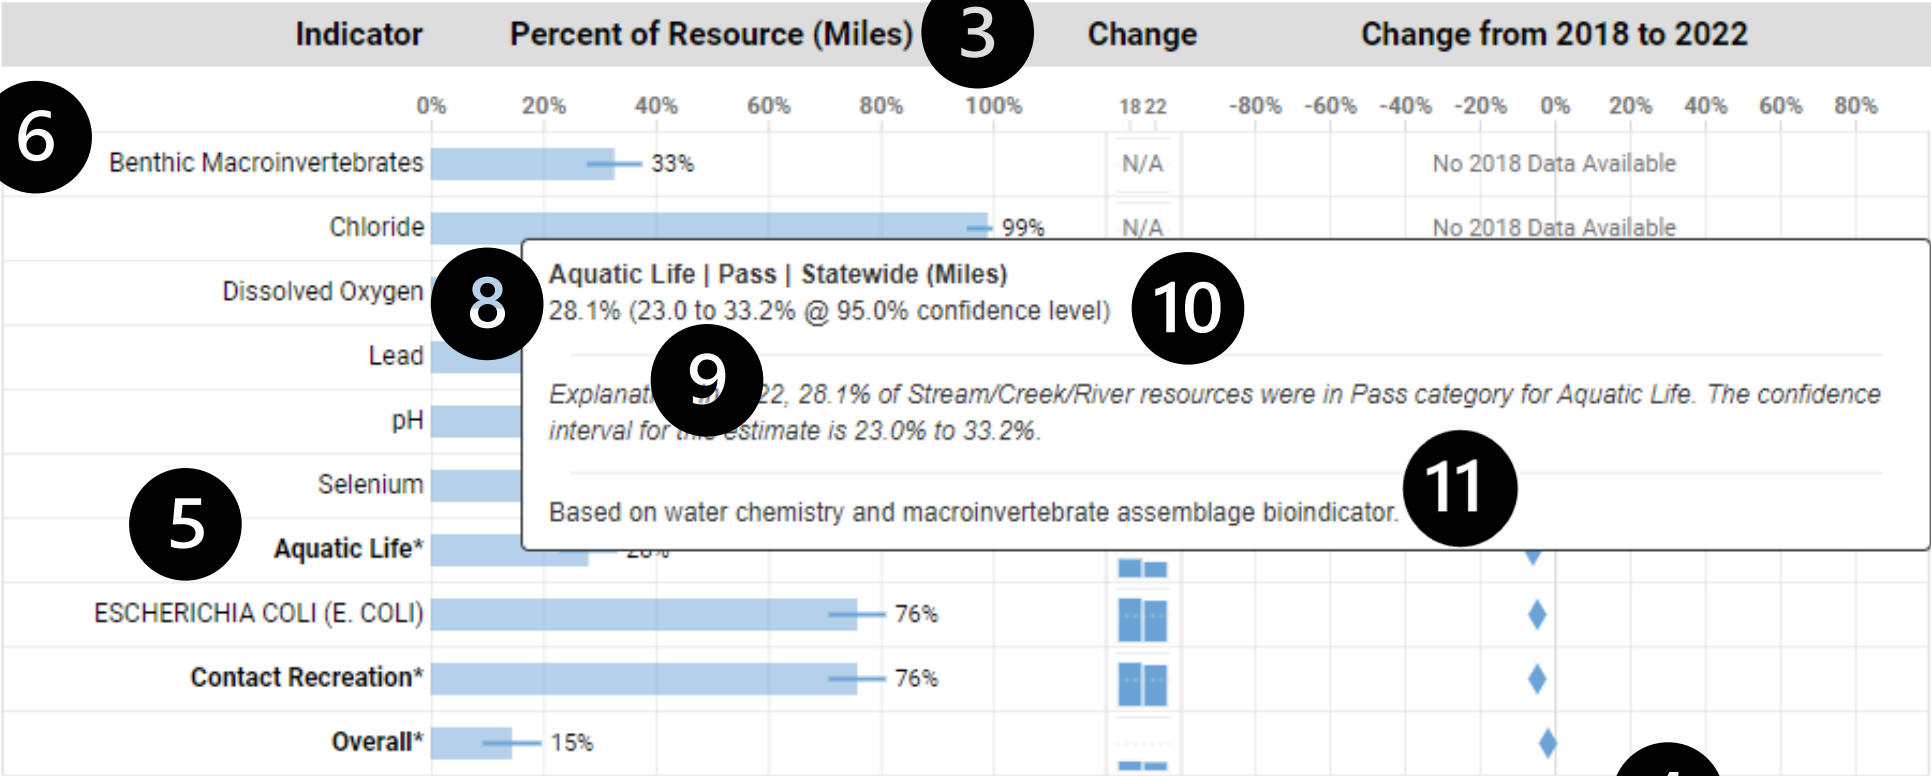 Indicator Percent of Resource (Miles) 3 Change Change from 2018 to 2022
0% 20% 40% 60% 80% 100% 18 22 -80% -60% -40% -20% 0% 20% 40% 60% 80%
6
Benthic Macroinvertebrates 33% N/A No 2018 Data Available
Chloride 99% N/A No 2018 Data Available
Dissolved Oxygen
8
Aquatic Life | Pass | Statewide (Miles)
28.1% (23.0 to 33.2% @ 95.0% confidence level)
10
Lead
9
22, 28.1% of Stream/Creek/River resources were in Pass category for Aquatic Life. The confidence
interval for this estimate is 23.0% to 33.2%.
pH
Selenium
11
Based on water chemistry and macroinvertebrate assemblage bioindicator.
5
Aquatic Life* 28%
ESCHERICHIA COLI (E. COLI) 76%
Contact Recreation* 76%
Overall* 15%